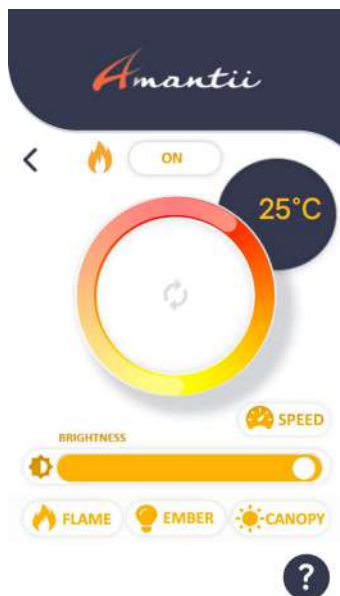 Amantii
ON
25°C
SPEED
BRIGHTNESS
FLAME
EMBER
CANOPY
?